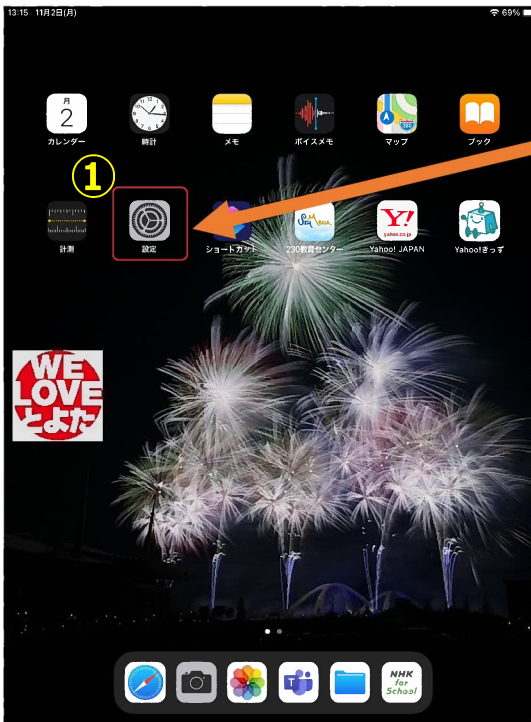 13:15 11月2日(月)
69%
月
2
カレンダー
時計
メモ
ボイスメモ
マップ
ブック
①
計測
設定
ショートカット
230教育センター
Y!
yahoo.co.jp
Yahoo! JAPAN
Yahoo!きっず
WE
LOVE
とよた
NHK
for
School